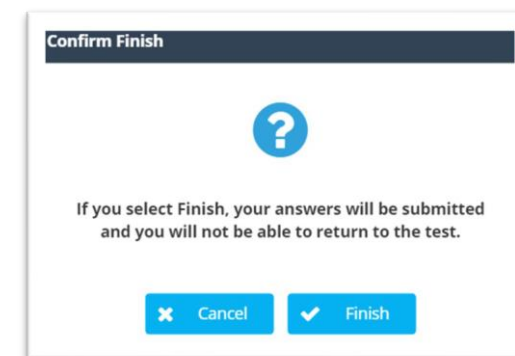 Confirm Finish
?
If you select Finish, your answers will be submitted
and you will not be able to return to the test.
Cancel
Finish